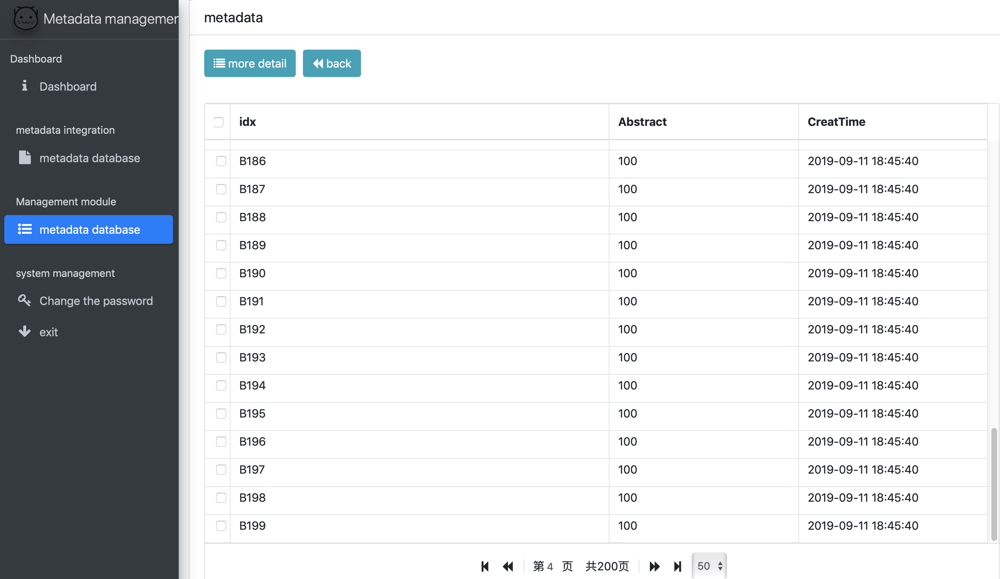 Metadata managemen
Dashboard
Dashboard
metadata integration
metadata database
Management module
metadata database
system management
Change the password
exit
metadata
more detail back
idx Abstract CreatTime
B186 100 2019-09-11 18:45:40
B187 100 2019-09-11 18:45:40
B188 100 2019-09-11 18:45:40
B189 100 2019-09-11 18:45:40
B190 100 2019-09-11 18:45:40
B191 100 2019-09-11 18:45:40
B192 100 2019-09-11 18:45:40
B193 100 2019-09-11 18:45:40
B194 100 2019-09-11 18:45:40
B195 100 2019-09-11 18:45:40
B196 100 2019-09-11 18:45:40
B197 100 2019-09-11 18:45:40
B198 100 2019-09-11 18:45:40
B199 100 2019-09-11 18:45:40
第 4 页 共200页 50